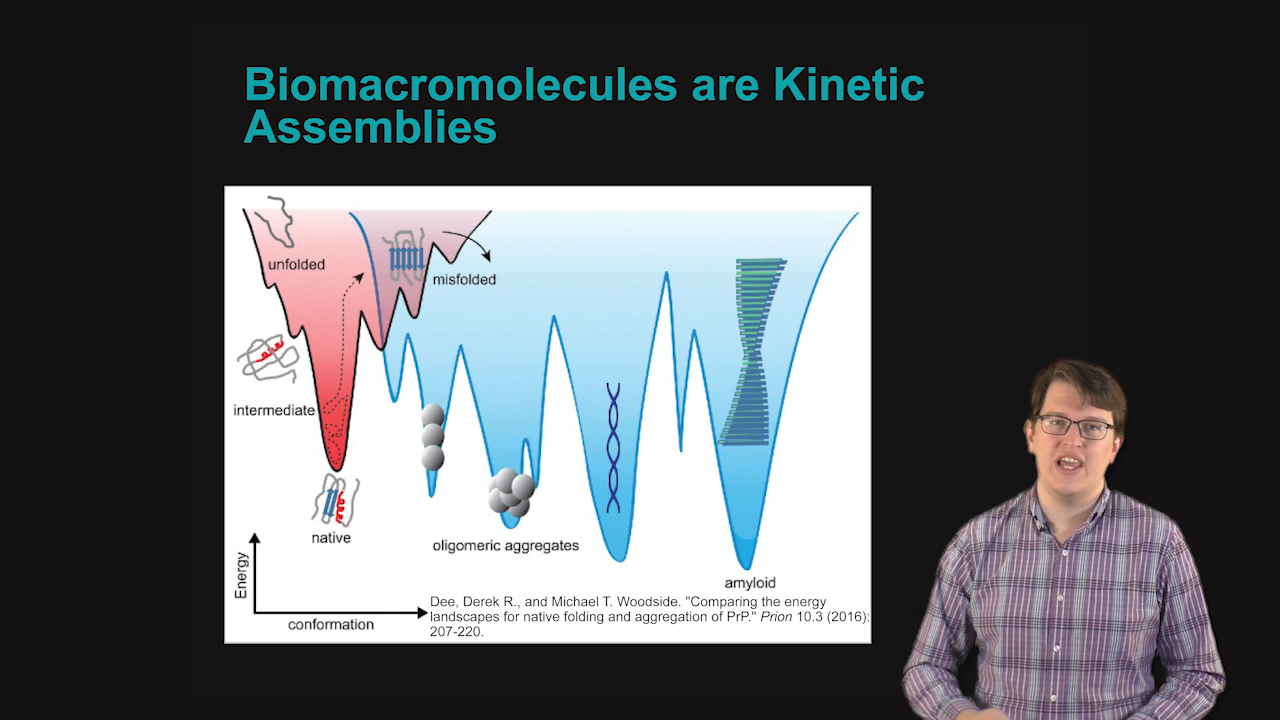 Biomacromolecules are Kinetic
Assemblies
unfolded
misfolded
intermediate
native
oligomeric aggregates
amyloid
Energy
conformation
Dee, Derek R., and Michael T. Woodside. "Comparing the energy
landscapes for native folding and aggregation of PrP." Prion 10.3 (2016):
207-220.